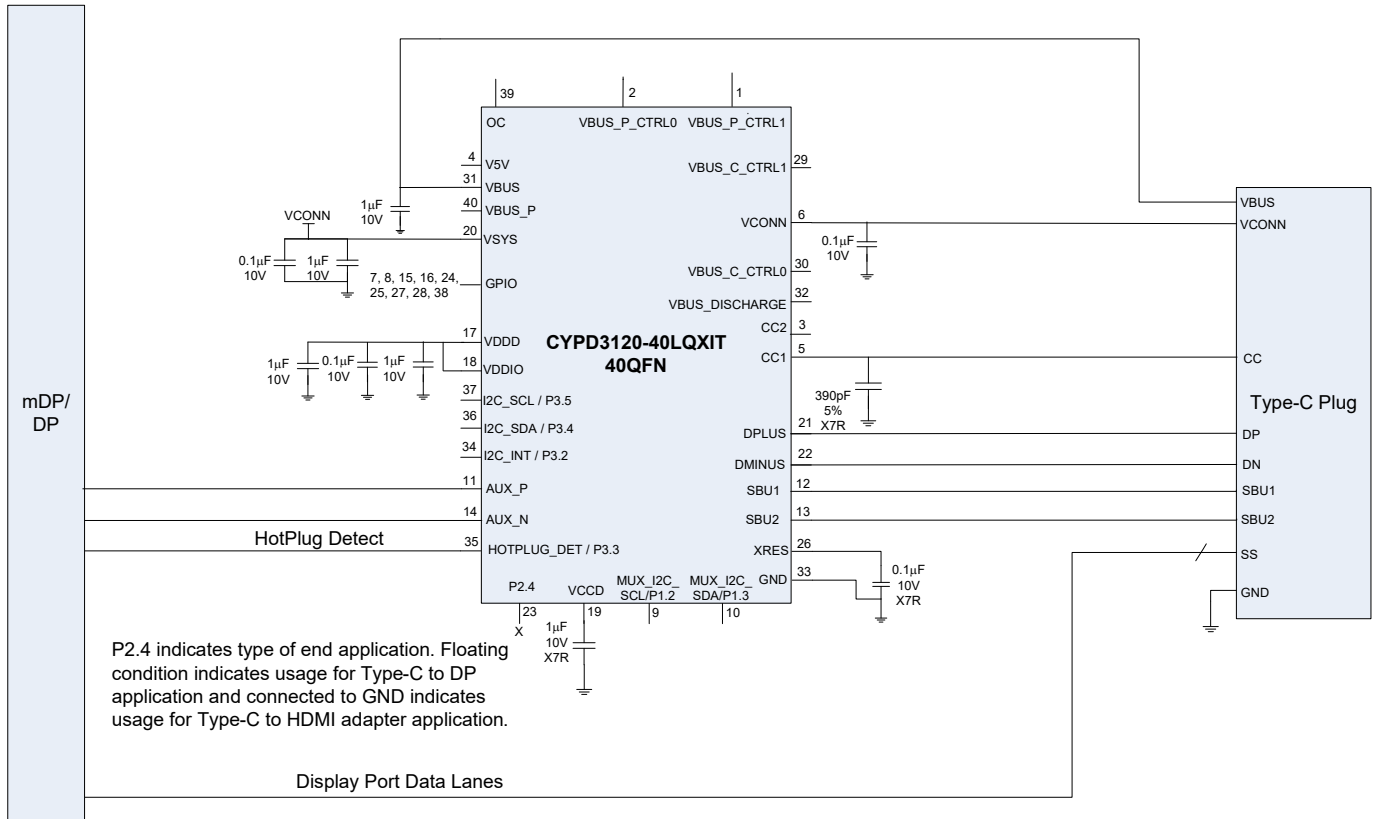 39
2
1
OC
VBUS_P_CTRL0
VBUS_P_CTRL1
4
V5V
29
VBUS_C_CTRL1
31
VBUS
40
VBUS_P
1µF
10V
VCONN
20
VSYS
0.1µF
10V
1µF
10V
7, 8, 15, 16, 24,
25, 27, 28, 38
GPIO
VCONN
6
0.1µF
10V
VBUS_C_CTRL0
30
VBUS_DISCHARGE
32
CC2
3
CC1
5
390pF
5%
X7R
17
VDDD
18
VDDIO
1µF
10V
0.1µF
10V
1µF
10V
CYPD3120-40LQXIT
40QFN
37
I2C_SCL / P3.5
36
I2C_SDA / P3.4
34
I2C_INT / P3.2
11
AUX_P
14
AUX_N
HotPlug Detect
35
HOTPLUG_DET / P3.3
DPLUS
21
DMINUS
22
SBU1
12
SBU2
13
XRES
26
GND
33
0.1µF
10V
X7R
P2.4
VCCD
MUX_I2C_
SCL/P1.2
MUX_I2C_
SDA/P1.3
23
X
19
9
10
1µF
10V
X7R
mDP/
DP
VBUS
VCONN
CC
Type-C Plug
DP
DN
SBU1
SBU2
SS
GND
P2.4 indicates type of end application. Floating
condition indicates usage for Type-C to DP
application and connected to GND indicates
usage for Type-C to HDMI adapter application.
Display Port Data Lanes